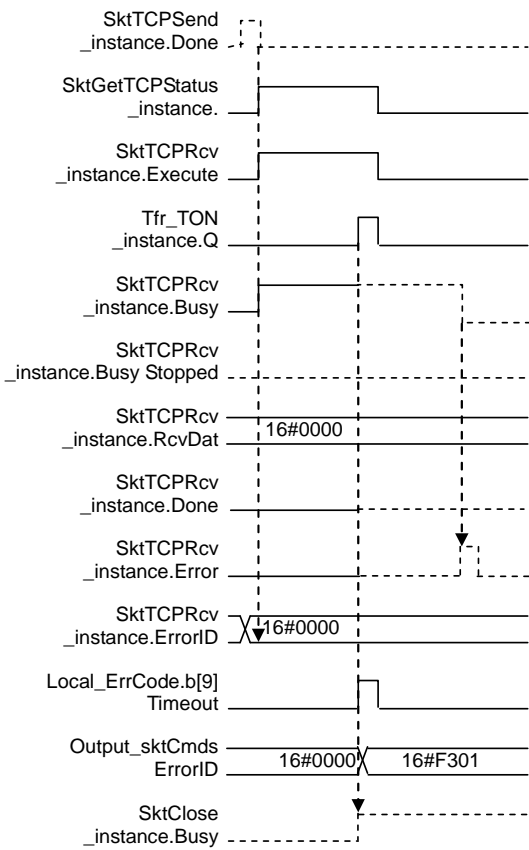 SktTCPSend
_instance.Done
SktGetTCPStatus
_instance.
SktTCPRcv
_instance.Execute
Tfr_TON
_instance.Q
SktTCPRcv
_instance.Busy
SktTCPRcv
_instance.Busy Stopped
SktTCPRcv
_instance.RcvDat
16#0000
SktTCPRcv
_instance.Done
SktTCPRcv
_instance.Error
SktTCPRcv
_instance.ErrorID
16#0000
Local_ErrCode.b[9]
Timeout
Output_sktCmds
ErrorID
16#0000
16#F301
SktClose
_instance.Busy